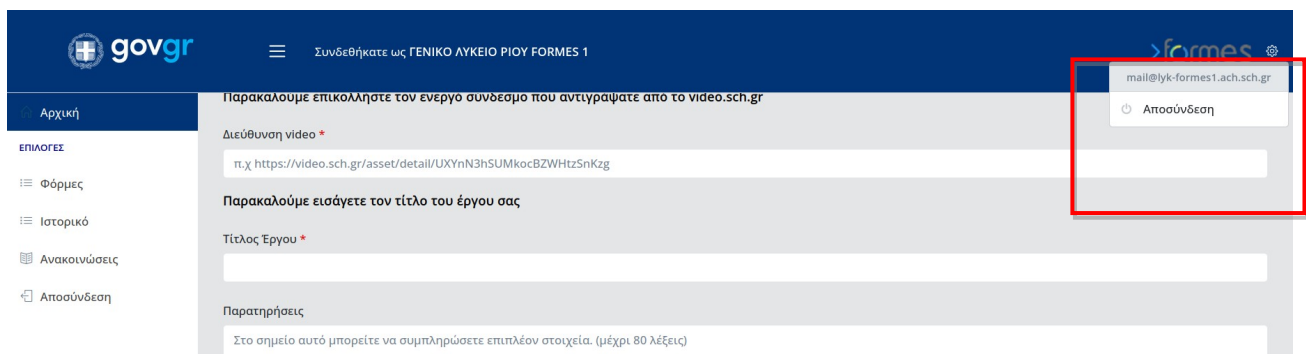 govgr
Συνδεθήκατε ως ΓΕΝΙΚΟ ΛΥΚΕΙΟ ΡΙΟΥ FORMES 1
formes
mail@lyk-formes1.ach.sch.gr
Αποσύνδεση
Αρχική
ΕΠΙΛΟΓΕΣ
Φόρμες
Ιστορικό
Ανακοινώσεις
Αποσύνδεση
Παρακαλούμε επικολλήστε τον ενεργό σύνδεσμο που αντιγράψατε από το video.sch.gr
Διεύθυνση video *
π.χ https://video.sch.gr/asset/detail/UXYnN3hSUMkocBZWHtzSnKzg
Παρακαλούμε εισάγετε τον τίτλο του έργου σας
Τίτλος Έργου *
Παρατηρήσεις
Στο σημείο αυτό μπορείτε να συμπληρώσετε επιπλέον στοιχεία. (μέχρι 80 λέξεις)